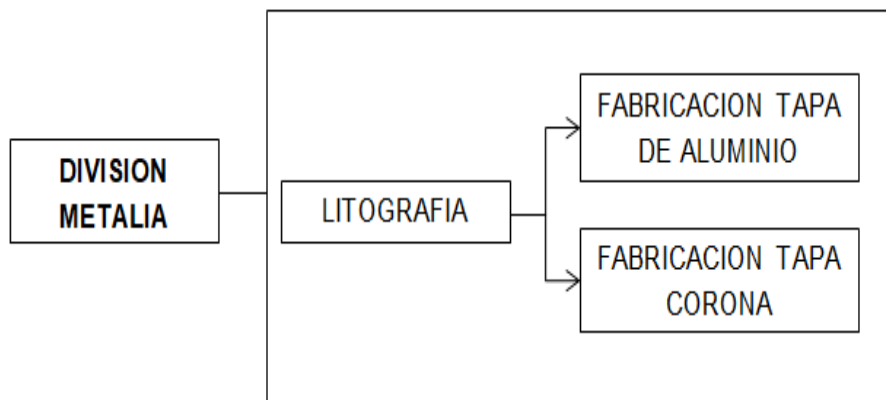 DIVISION
METALIA
LITOGRAFIA
FABRICACION TAPA
DE ALUMINIO
FABRICACION TAPA
CORONA